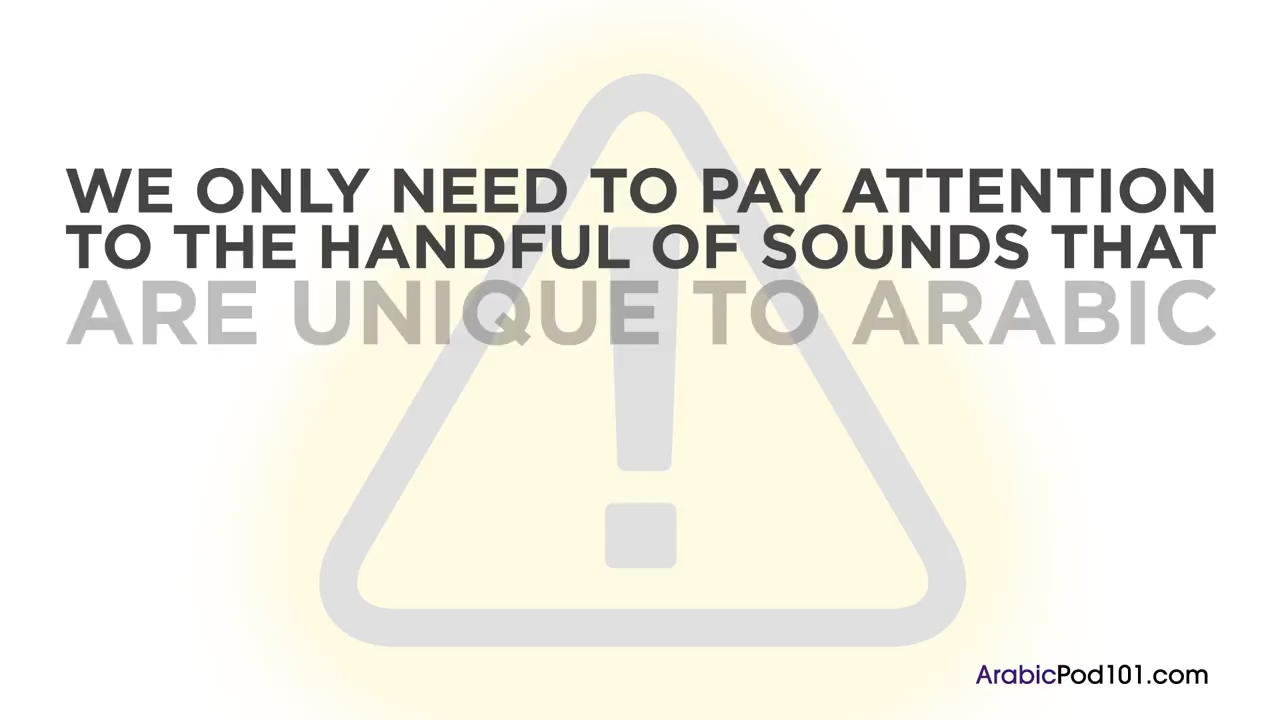 WE ONLY NEED TO PAY ATTENTION
TO THE HANDFUL OF SOUNDS THAT
ARE UNIQUE TO ARABIC
ArabicPod101.com